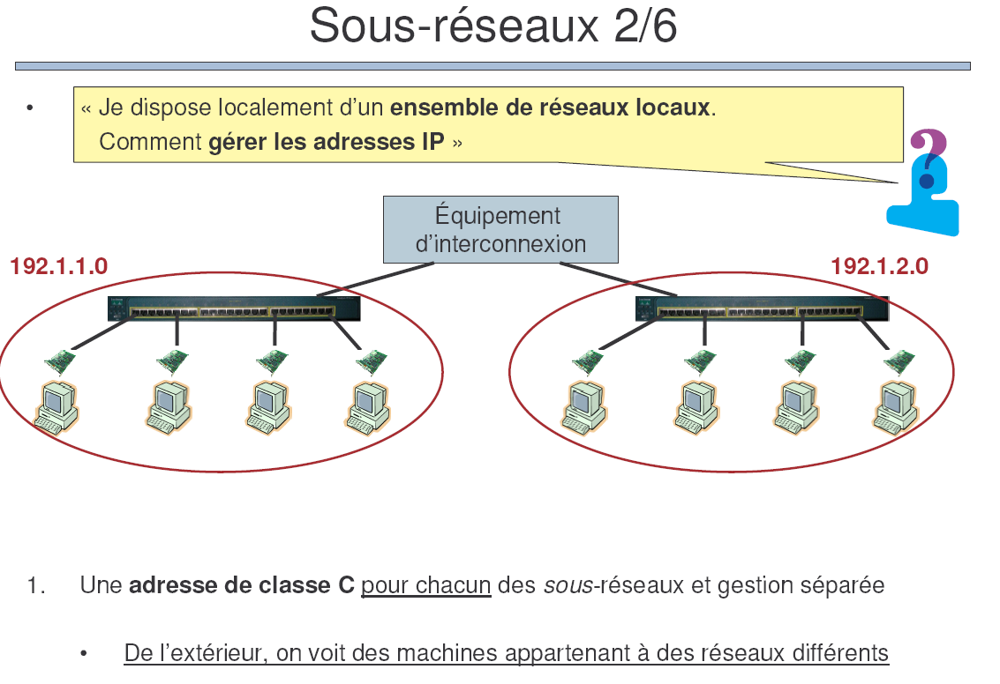 Sous-réseaux 2/6
• « Je dispose localement d'un ensemble de réseaux locaux.
Comment gérer les adresses IP »
?
Équipement
d'interconnexion
192.1.1.0
192.1.2.0
1. Une adresse de classe C pour chacun des sous-réseaux et gestion séparée
• De l'extérieur, on voit des machines appartenant à des réseaux différents